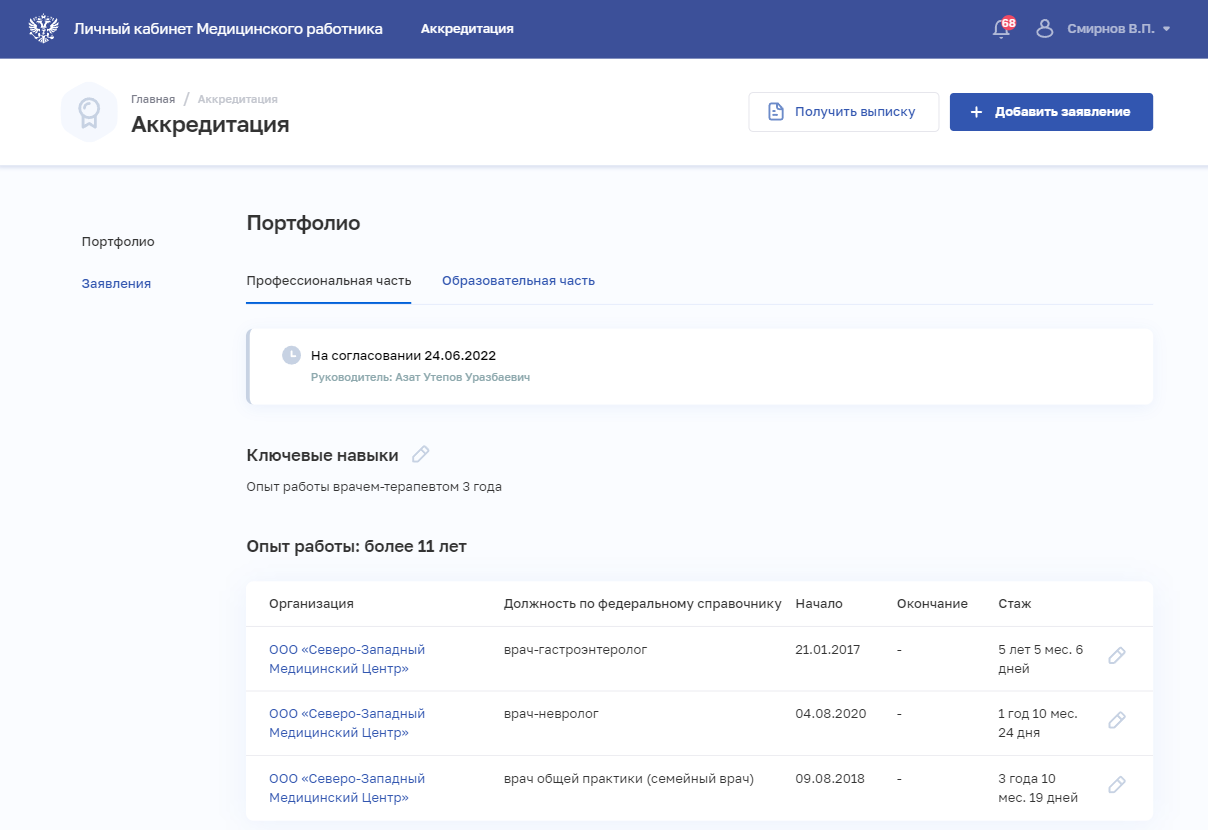 Личный кабинет Медицинского работника
Аккредитация
68
Смирнов В.П.
Главная / Аккредитация
Аккредитация
Получить выписку
+ Добавить заявление
Портфолио
Заявления
Портфолио
Профессиональная часть
Образовательная часть
На согласовании 24.06.2022
Руководитель: Азат Утепов Уразбаевич
Ключевые навыки
Опыт работы врачем-терапевтом 3 года
Опыт работы: более 11 лет
Организация Должность по федеральному справочнику Начало Окончание Стаж
ООО «Северо-Западный врач-гастроэнтеролог 21.01.2017 - 5 лет 5 мес. 6
Медицинский Центр» дней
ООО «Северо-Западный врач-невролог 04.08.2020 - 1 год 10 мес.
Медицинский Центр» 24 дня
ООО «Северо-Западный врач общей практики (семейный врач) 09.08.2018 - 3 года 10
Медицинский Центр» мес. 19 дней